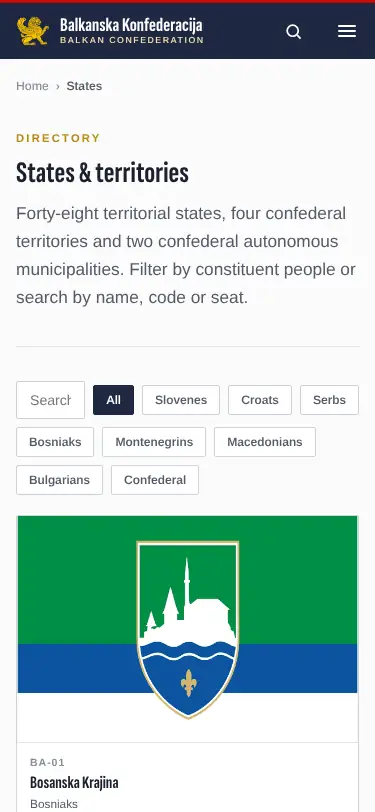 Balkanska Konfederacija
BALKAN CONFEDERATION
Home › States
DIRECTORY
States & territories
Forty-eight territorial states, four confederal
territories and two confederal autonomous
municipalities. Filter by constituent people or
search by name, code or seat.
Search All Slovenes Croats Serbs
Bosniaks Montenegrins Macedonians
Bulgarians Confederal
BA-01
Bosanska Krajina
Bosniaks